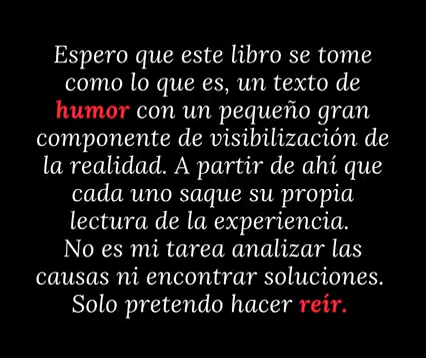 Espero que este libro se tome
como lo que es, un texto de
humor con un pequeño gran
componente de visibilización de
la realidad. A partir de ahí que
cada uno saque su propia
lectura de la experiencia.
No es mi tarea analizar las
causas ni encontrar soluciones.
Solo pretendo hacer reír.